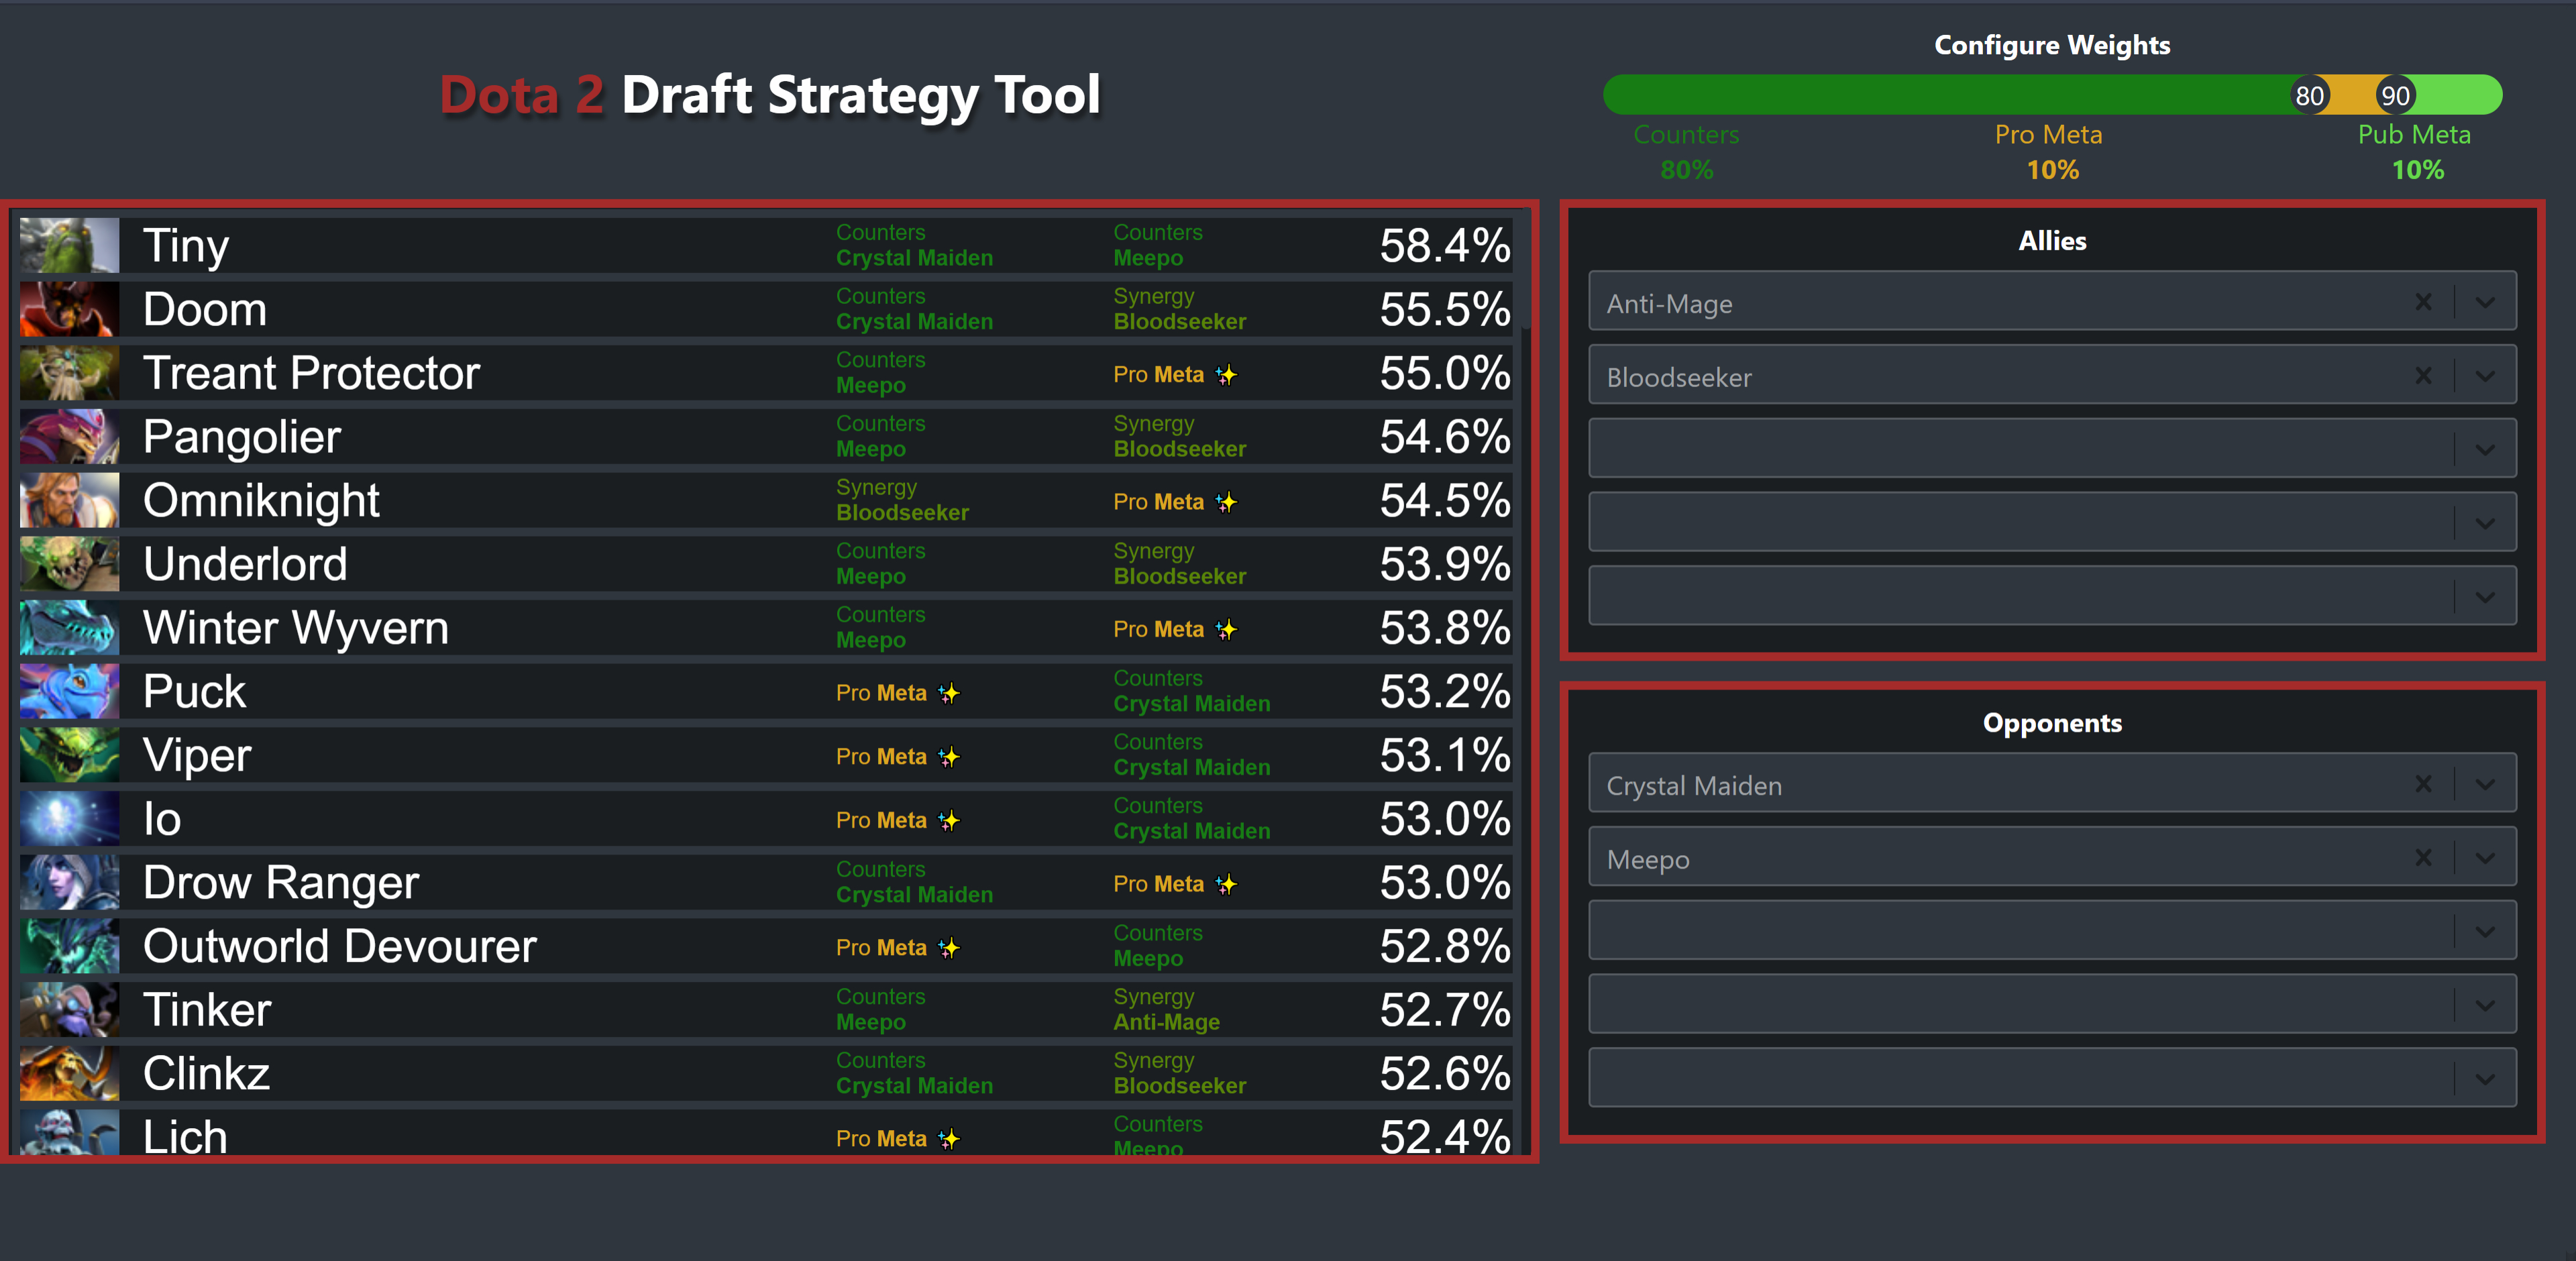 Dota 2 Draft Strategy Tool
Configure Weights
80 90
Counters Pro Meta Pub Meta
80% 10% 10%
Tiny Counters Crystal Maiden Counters Meepo 58.4%
Doom Counters Crystal Maiden Synergy Bloodseeker 55.5%
Treant Protector Counters Meepo Pro Meta ✨ 55.0%
Pangolier Counters Meepo Synergy Bloodseeker 54.6%
Omniknight Synergy Bloodseeker Pro Meta ✨ 54.5%
Underlord Counters Meepo Synergy Bloodseeker 53.9%
Winter Wyvern Counters Meepo Pro Meta ✨ 53.8%
Puck Pro Meta ✨ Counters Crystal Maiden 53.2%
Viper Pro Meta ✨ Counters Crystal Maiden 53.1%
Io Pro Meta ✨ Counters Crystal Maiden 53.0%
Drow Ranger Counters Crystal Maiden Pro Meta ✨ 53.0%
Outworld Devourer Pro Meta ✨ Counters Meepo 52.8%
Tinker Counters Meepo Synergy Anti-Mage 52.7%
Clinkz Counters Crystal Maiden Synergy Bloodseeker 52.6%
Lich Pro Meta ✨ Counters Meepo 52.4%
Allies
Anti-Mage
Bloodseeker
Opponents
Crystal Maiden
Meepo